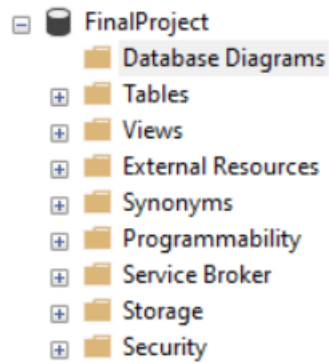 FinalProject
Database Diagrams
Tables
Views
External Resources
Synonyms
Programmability
Service Broker
Storage
Security